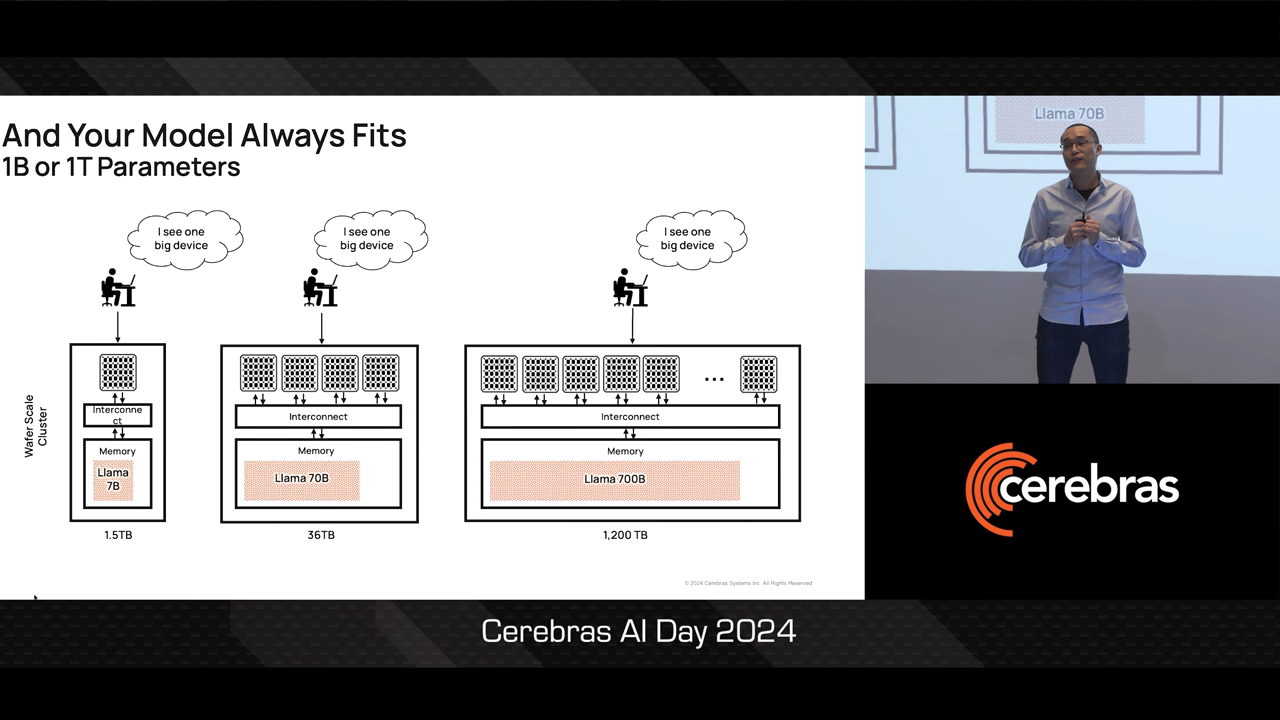 And Your Model Always Fits
1B or 1T Parameters
I see one
big device
I see one
big device
I see one
big device
Wafer Scale
Cluster
Interconne
ct
Memory
Llama
7B
1.5TB
Interconnect
Memory
Llama 70B
36TB
Interconnect
Memory
Llama 700B
1,200 TB
© 2024 Cerebras Systems Inc. All Rights Reserved
Llama 70B
cerebras
Cerebras AI Day 2024